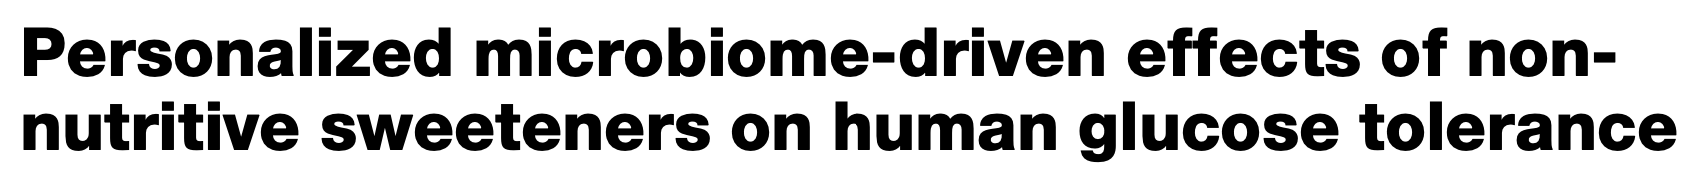 Personalized microbiome-driven effects of non-
nutritive sweeteners on human glucose tolerance